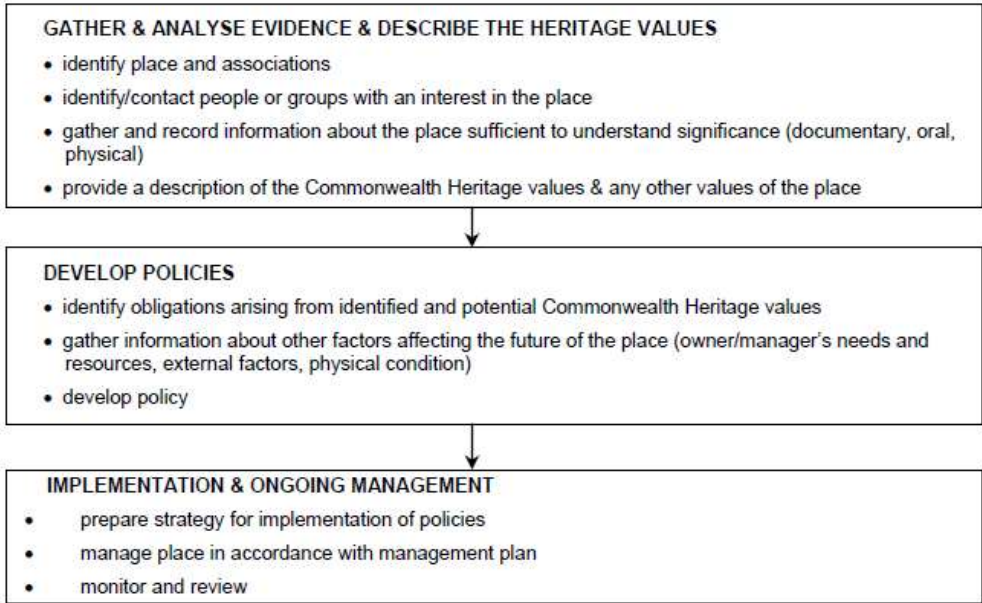 GATHER & ANALYSE EVIDENCE & DESCRIBE THE HERITAGE VALUES
• identify place and associations
• identify/contact people or groups with an interest in the place
• gather and record information about the place sufficient to understand significance (documentary, oral,
physical)
• provide a description of the Commonwealth Heritage values & any other values of the place
DEVELOP POLICIES
• identify obligations arising from identified and potential Commonwealth Heritage values
• gather information about other factors affecting the future of the place (owner/manager's needs and
resources, external factors, physical condition)
• develop policy
IMPLEMENTATION & ONGOING MANAGEMENT
• prepare strategy for implementation of policies
• manage place in accordance with management plan
• monitor and review